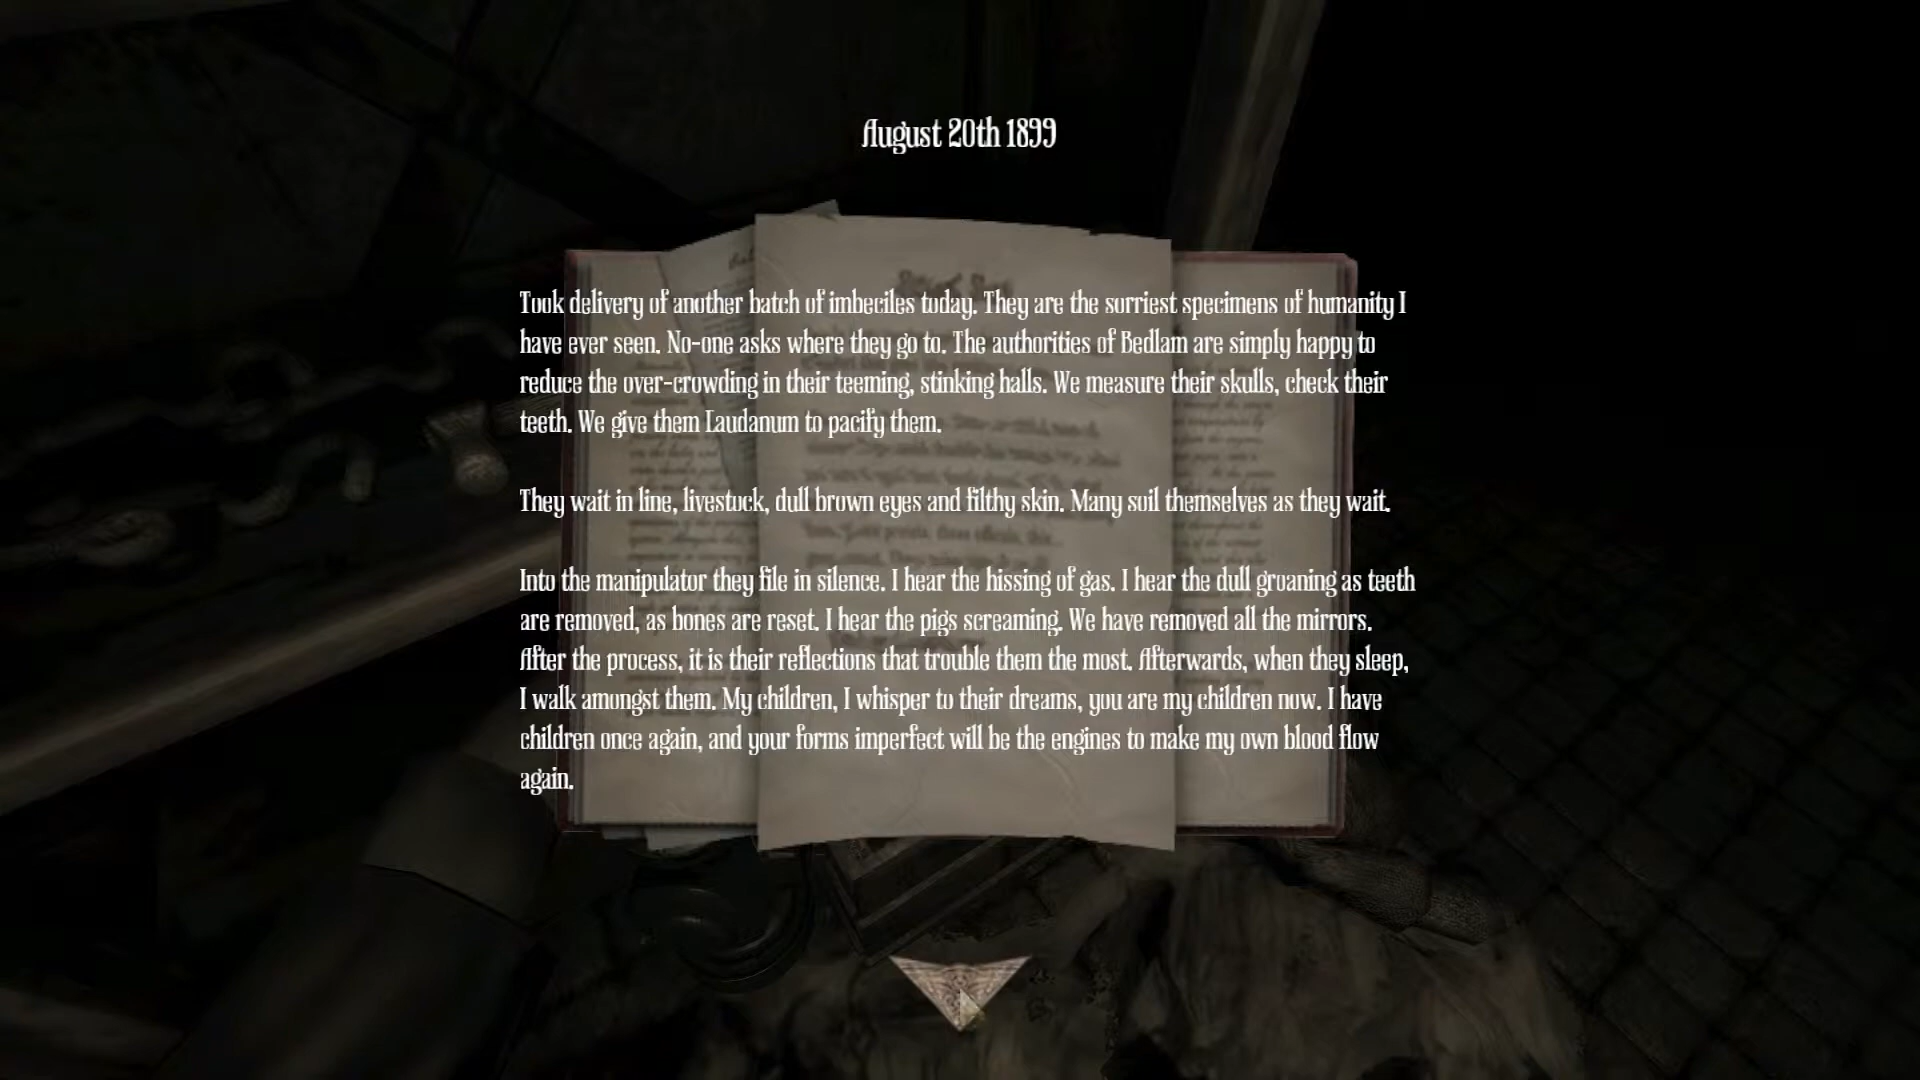 August 20th 1899
Took delivery of another batch of imbeciles today. They are the sorriest specimens of humanity I
have ever seen. No-one asks where they go to. The authorities of Bedlam are simply happy to
reduce the over-crowding in their teeming, stinking halls. We measure their skulls, check their
teeth. We give them Laudanum to pacify them.
They wait in line, livestock, dull brown eyes and filthy skin. Many soil themselves as they wait.
Into the manipulator they file in silence. I hear the hissing of gas. I hear the dull groaning as teeth
are removed, as bones are reset. I hear the pigs screaming. We have removed all the mirrors.
After the process, it is their reflections that trouble them the most. Afterwards, when they sleep,
I walk amongst them. My children, I whisper to their dreams, you are my children now. I have
children once again, and your forms imperfect will be the engines to make my own blood flow
again.